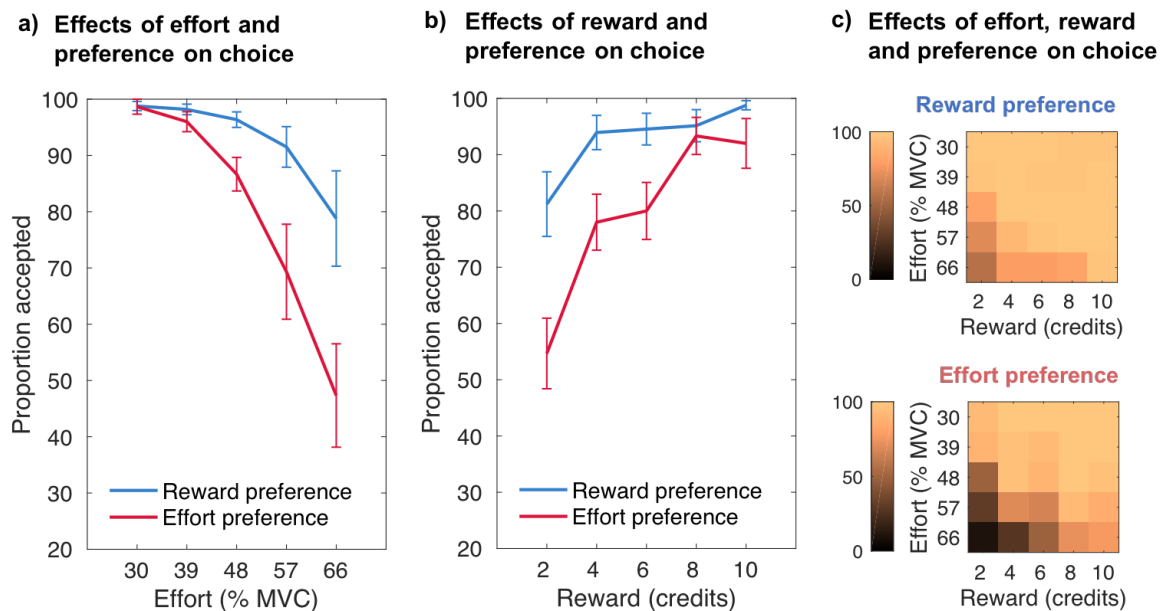 a) Effects of effort and
preference on choice
Proportion accepted
100
90
80
70
60
50
40
30
20
Reward preference
Effort preference
30 39 48 57 66
Effort (% MVC)
b) Effects of reward and
preference on choice
Proportion accepted
100
90
80
70
60
50
40
30
20
Reward preference
Effort preference
2 4 6 8 10
Reward (credits)
c) Effects of effort, reward
and preference on choice
Reward preference
100
50
0
Effort (% MVC)
30
39
48
57
66
2 4 6 8 10
Reward (credits)
Effort preference
100
50
0
Effort (% MVC)
30
39
48
57
66
2 4 6 8 10
Reward (credits)